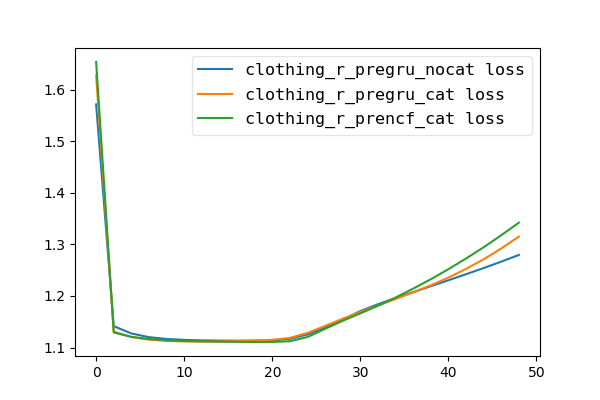 clothing_r_pregru_nocat loss
clothing_r_pregru_cat loss
clothing_r_prencf_cat loss
1.6
1.5
1.4
1.3
1.2
1.1
0 10 20 30 40 50